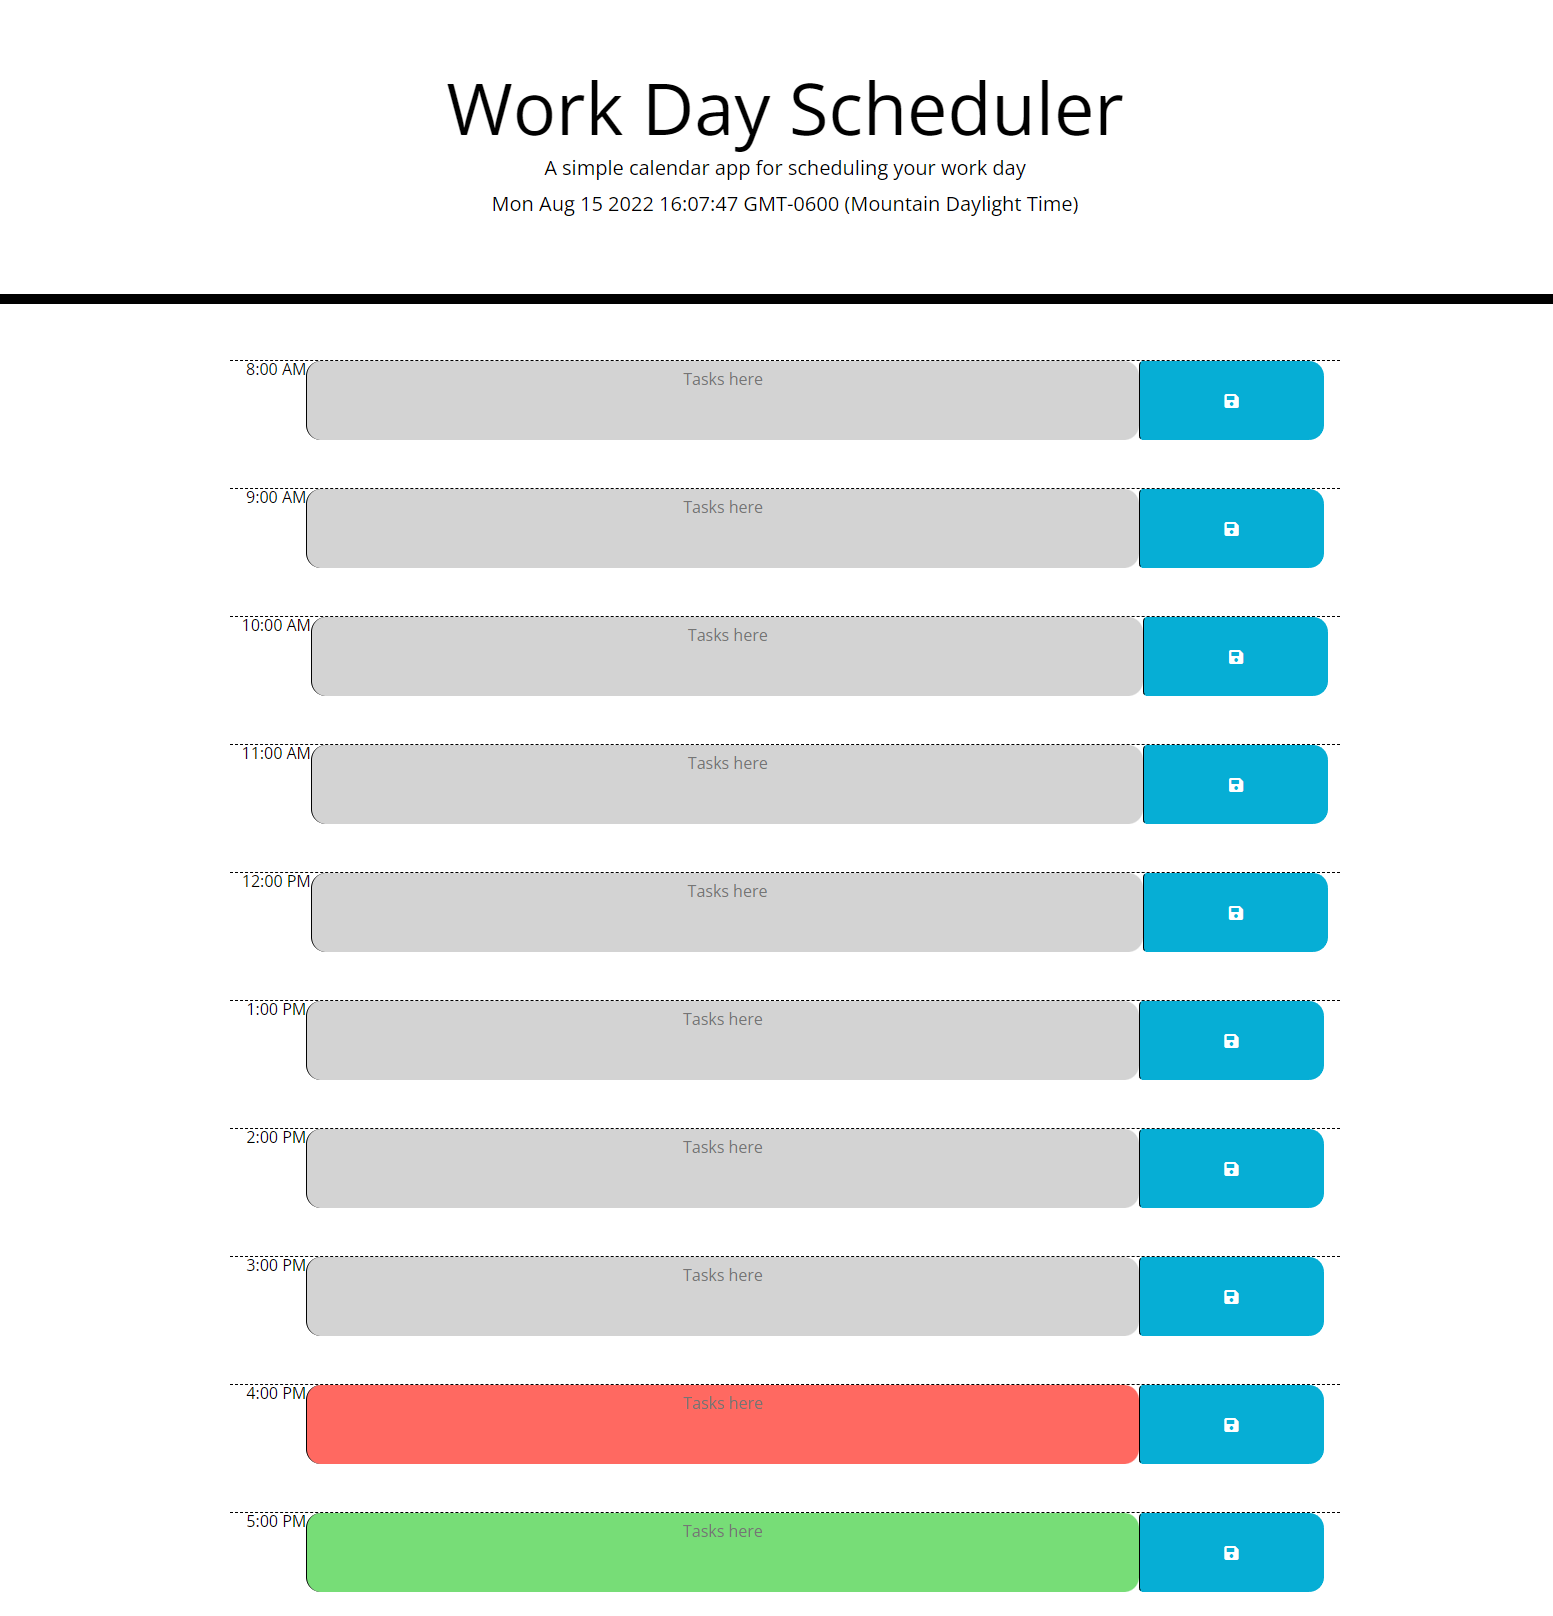 Work Day Scheduler
A simple calendar app for scheduling your work day
Mon Aug 15 2022 16:07:47 GMT-0600 (Mountain Daylight Time)
8:00 AM Tasks here
9:00 AM Tasks here
10:00 AM Tasks here
11:00 AM Tasks here
12:00 PM Tasks here
1:00 PM Tasks here
2:00 PM Tasks here
3:00 PM Tasks here
4:00 PM Tasks here
5:00 PM Tasks here